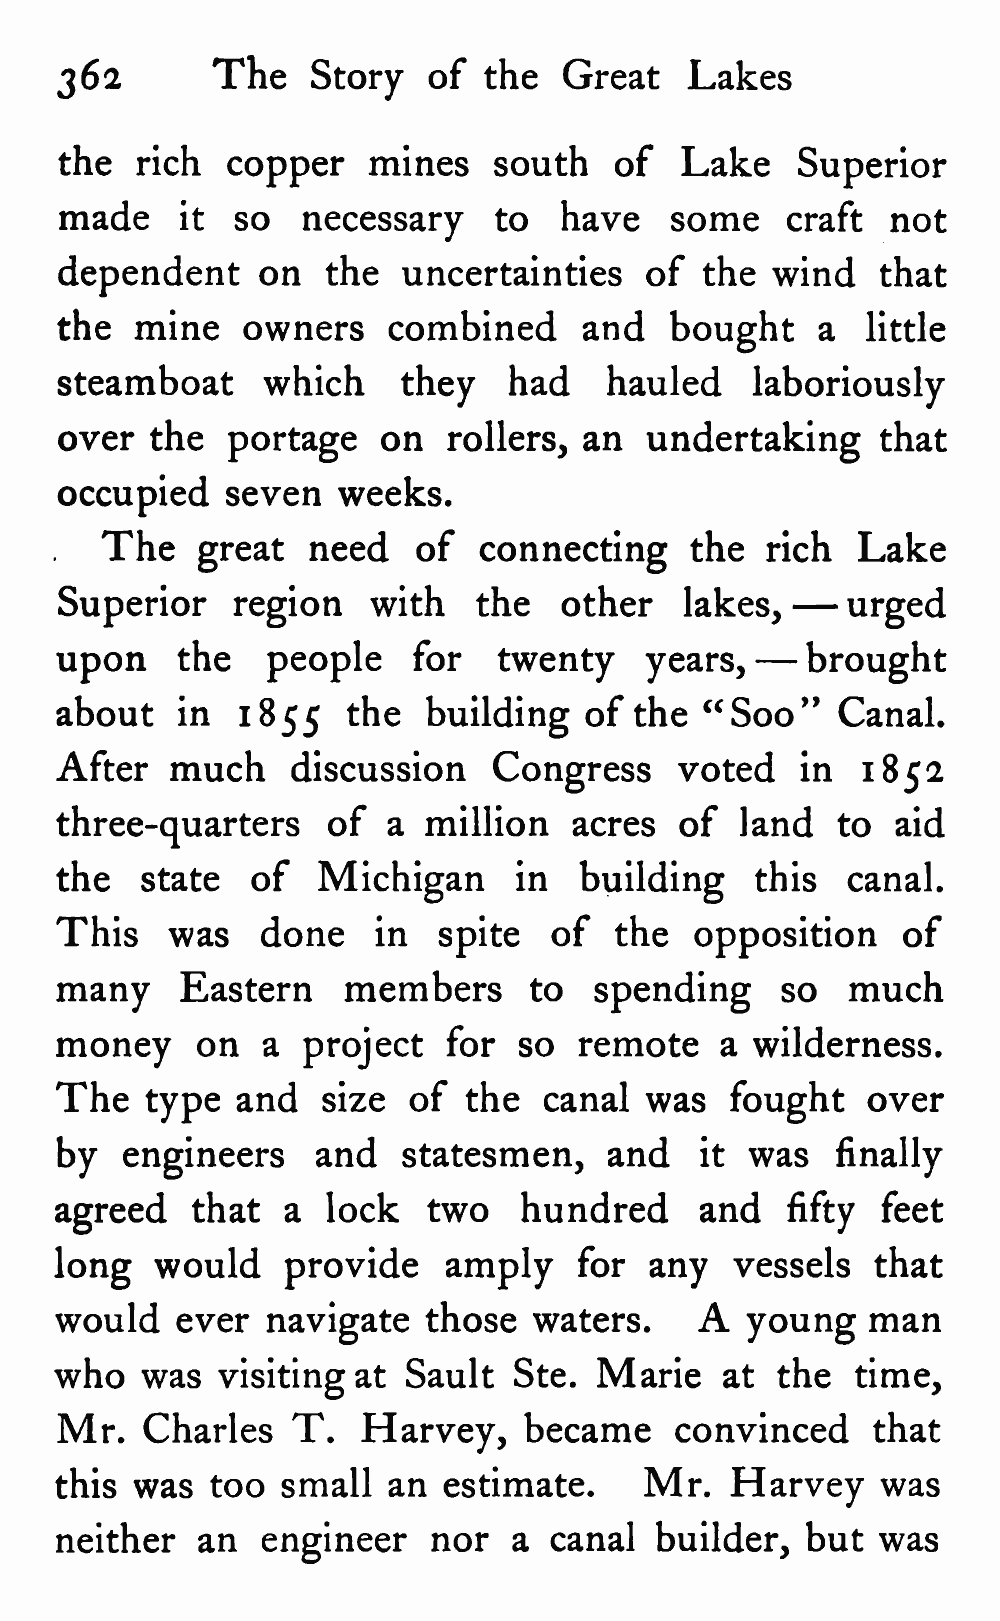 362 The Story of the Great Lakes
the rich copper mines south of Lake Superior
made it so necessary to have some craft not
dependent on the uncertainties of the wind that
the mine owners combined and bought a little
steamboat which they had hauled laboriously
over the portage on rollers, an undertaking that
occupied seven weeks.
The great need of connecting the rich Lake
Superior region with the other lakes, — urged
upon the people for twenty years, — brought
about in 1855 the building of the “Soo” Canal.
After much discussion Congress voted in 1852
three-quarters of a million acres of land to aid
the state of Michigan in building this canal.
This was done in spite of the opposition of
many Eastern members to spending so much
money on a project for so remote a wilderness.
The type and size of the canal was fought over
by engineers and statesmen, and it was finally
agreed that a lock two hundred and fifty feet
long would provide amply for any vessels that
would ever navigate those waters. A young man
who was visiting at Sault Ste. Marie at the time,
Mr. Charles T. Harvey, became convinced that
this was too small an estimate. Mr. Harvey was
neither an engineer nor a canal builder, but was